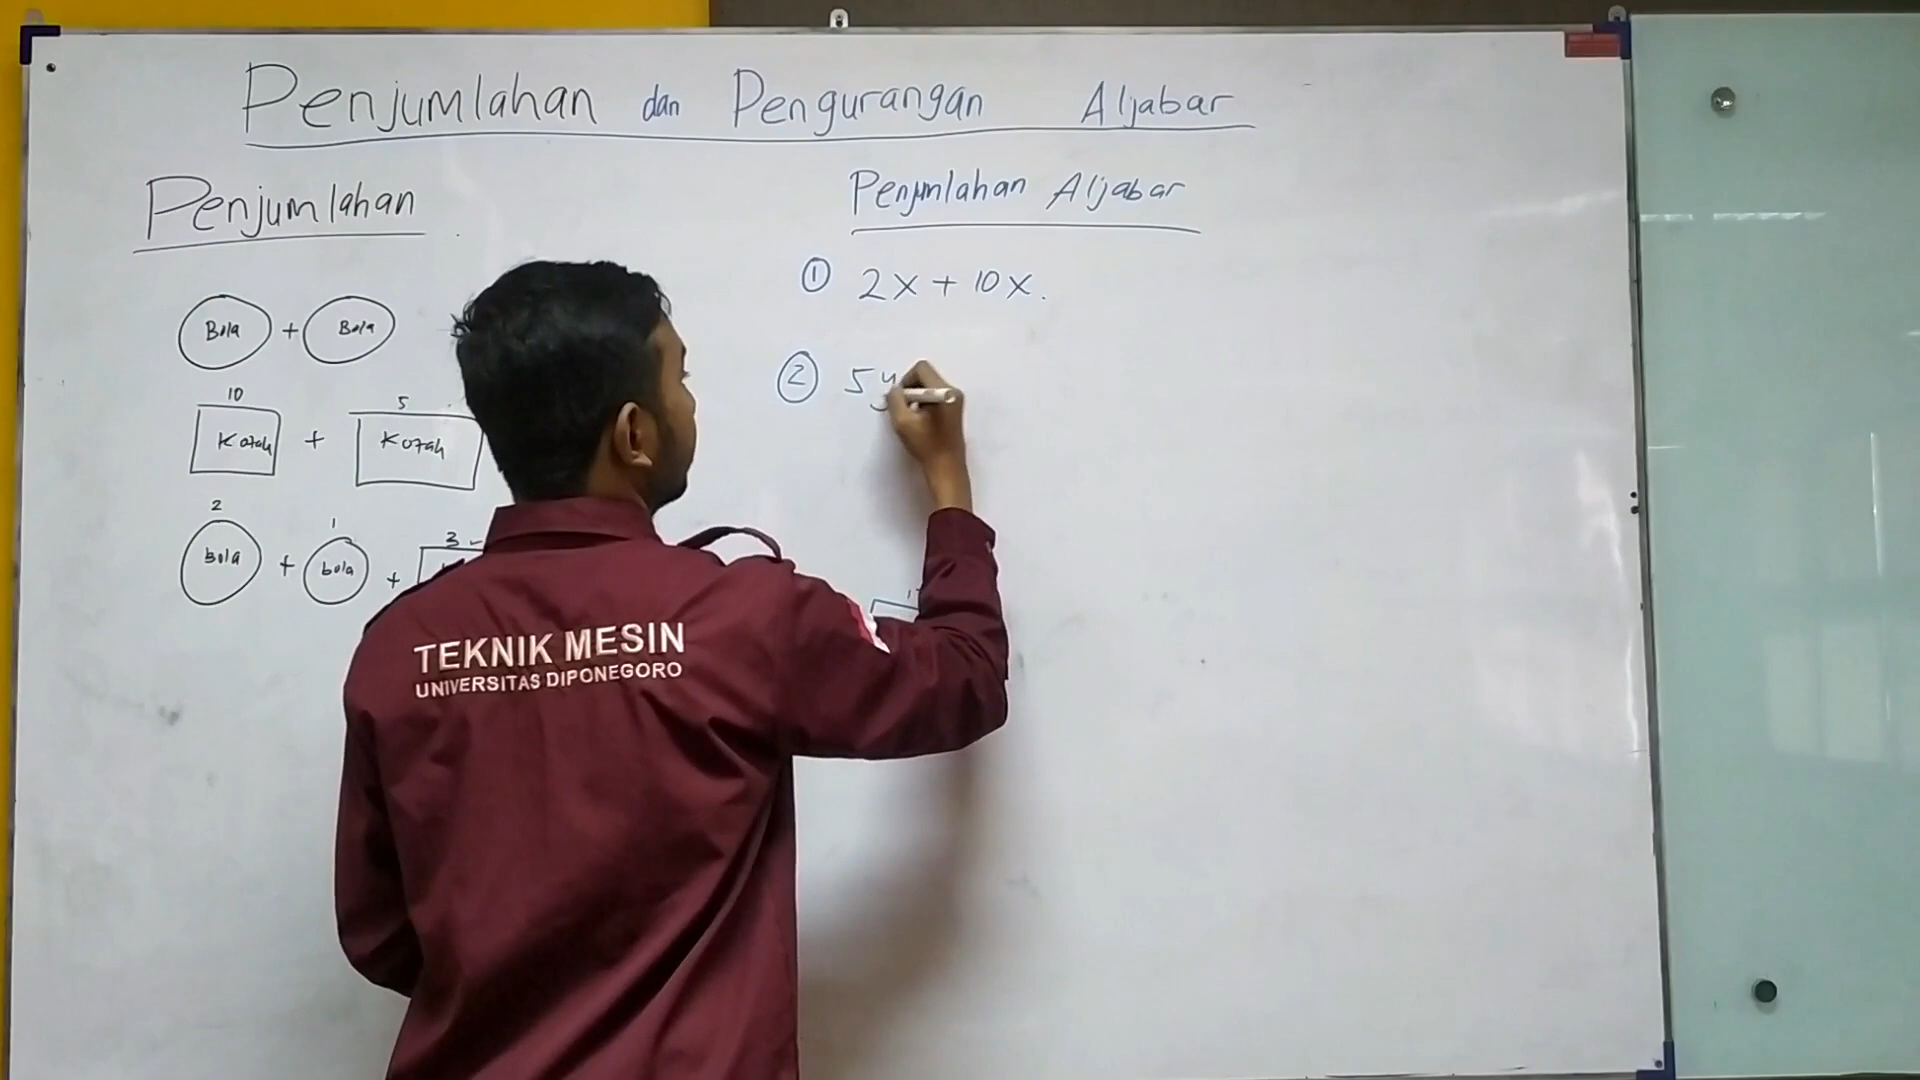 Penjumlahan dan Pengurangan Aljabar
Penjumlahan
Bola + Bola
10 5
Kotak + Kotak
2 1 3
bola + bola +
Penjumlahan Aljabar
① 2x + 10x.
② 5y
TEKNIK MESIN
UNIVERSITAS DIPONEGORO